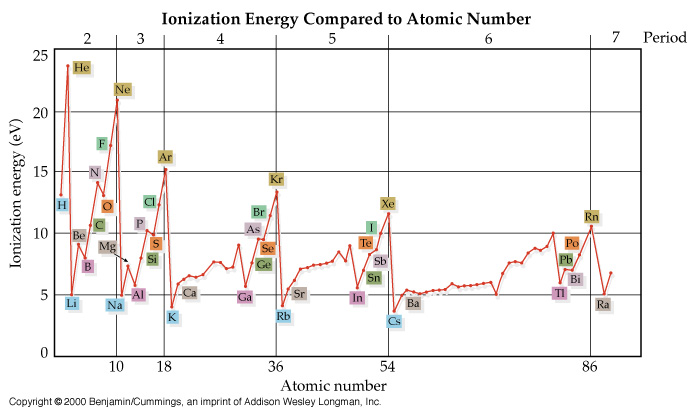 Ionization Energy Compared to Atomic Number
2 3 4 5 6 7 Period
Ionization energy (eV)
25
20
15
10
5
0
H
He
Li
Be
B
C
N
O
F
Ne
Na
Mg
Al
Si
P
S
Cl
Ar
K
Ca
Ga
Ge
As
Se
Br
Kr
Rb
Sr
In
Sn
Sb
Te
I
Xe
Cs
Ba
Tl
Pb
Bi
Po
Rn
Ra
10 18 36 54 86
Atomic number
Copyright © 2000 Benjamin/Cummings, an imprint of Addison Wesley Longman, Inc.